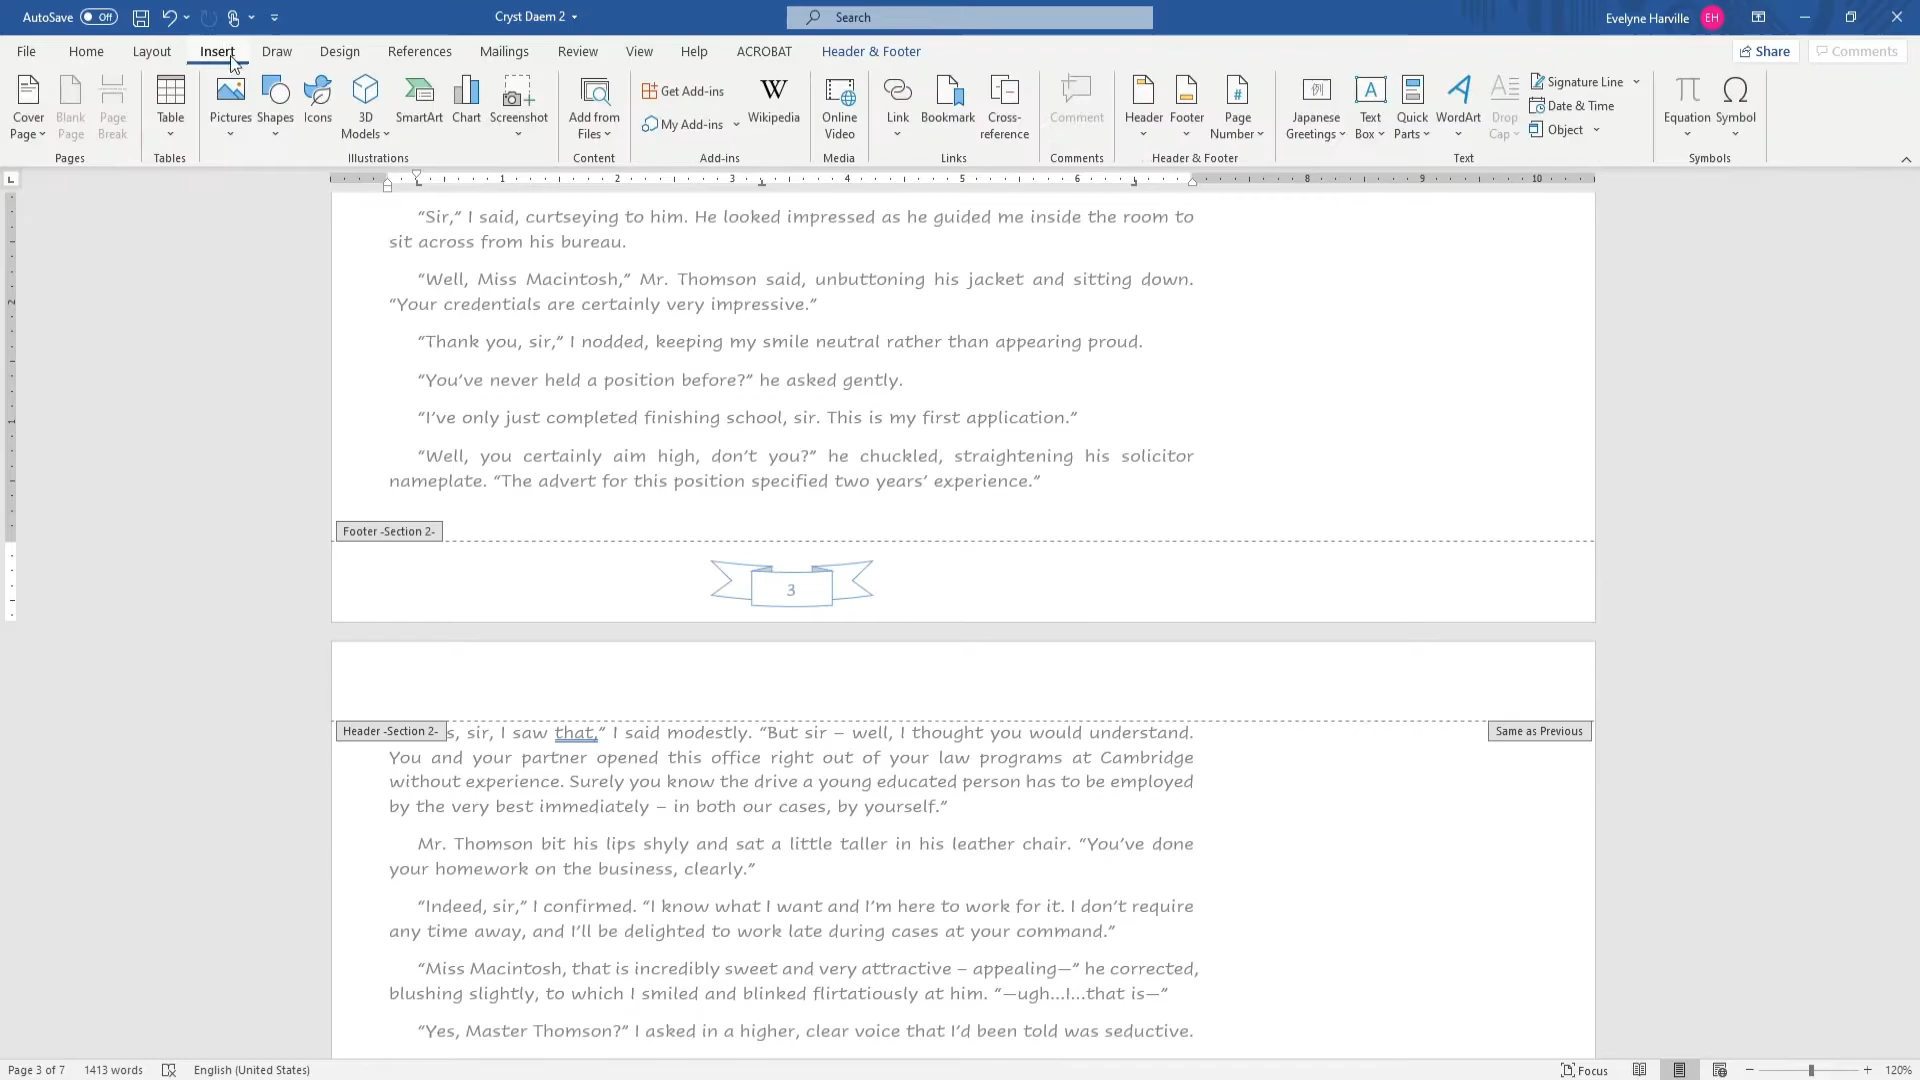 AutoSave Off Cryst Daem 2 Search Evelyne Harville EH
File Home Layout Insert Draw Design References Mailings Review View Help ACROBAT Header & Footer Share Comments
Cover Page Blank Page Page Break Table Pictures Shapes Icons 3D Models SmartArt Chart Screenshot Add from Files Get Add-ins My Add-ins W Wikipedia Online Video Link Bookmark Cross-reference Comment Header Footer Page Number Japanese Greetings Text Box Quick Parts WordArt Drop Cap Signature Line Date & Time Object Equation Symbol
Pages Tables Illustrations Content Add-ins Media Links Comments Header & Footer Text Symbols
1 2 3 4 5 6 8 9 10
“Sir,” I said, curtseying to him. He looked impressed as he guided me inside the room to
sit across from his bureau.
“Well, Miss Macintosh,” Mr. Thomson said, unbuttoning his jacket and sitting down.
“Your credentials are certainly very impressive.”
“Thank you, sir,” I nodded, keeping my smile neutral rather than appearing proud.
“You’ve never held a position before?” he asked gently.
“I’ve only just completed finishing school, sir. This is my first application.”
“Well, you certainly aim high, don’t you?” he chuckled, straightening his solicitor
nameplate. “The advert for this position specified two years’ experience.”
Footer -Section 2-
3
Header -Section 2-
Same as Previous
s, sir, I saw that,” I said modestly. “But sir – well, I thought you would understand.
You and your partner opened this office right out of your law programs at Cambridge
without experience. Surely you know the drive a young educated person has to be employed
by the very best immediately – in both our cases, by yourself.”
Mr. Thomson bit his lips shyly and sat a little taller in his leather chair. “You’ve done
your homework on the business, clearly.”
“Indeed, sir,” I confirmed. “I know what I want and I’m here to work for it. I don’t require
any time away, and I’ll be delighted to work late during cases at your command.”
“Miss Macintosh, that is incredibly sweet and very attractive – appealing—” he corrected,
blushing slightly, to which I smiled and blinked flirtatiously at him. “—ugh...I...that is—”
“Yes, Master Thomson?” I asked in a higher, clear voice that I’d been told was seductive.
Page 3 of 7 1413 words English (United States) Focus 120%